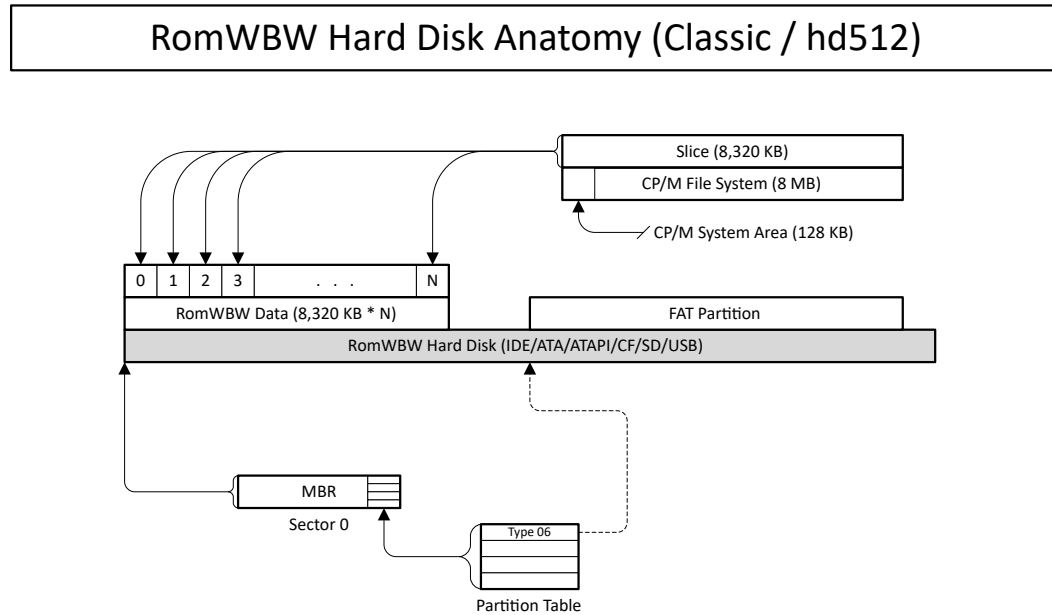 RomWBW Hard Disk Anatomy (Classic / hd512)
Slice (8,320 KB)
CP/M File System (8 MB)
CP/M System Area (128 KB)
0 1 2 3 . . . N
RomWBW Data (8,320 KB * N)
FAT Partition
RomWBW Hard Disk (IDE/ATA/ATAPI/CF/SD/USB)
MBR
Sector 0
Type 06
Partition Table